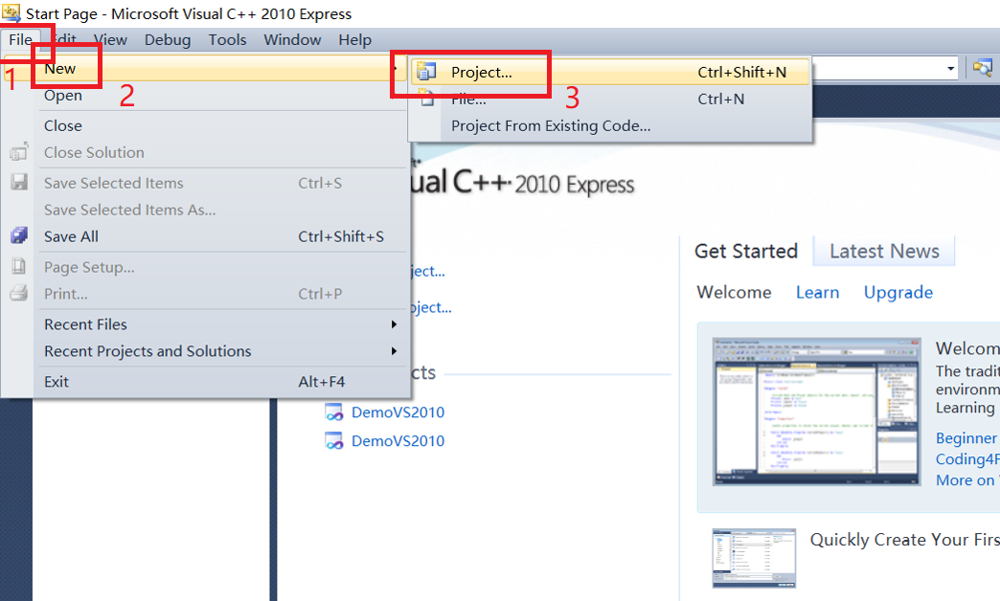 Start Page - Microsoft Visual C++ 2010 Express
File Edit View Debug Tools Window Help
1
New
2
Project... Ctrl+Shift+N
3
File... Ctrl+N
Project From Existing Code...
Open
Close
Close Solution
Save Selected Items Ctrl+S
Save Selected Items As...
Save All Ctrl+Shift+S
Page Setup...
Print... Ctrl+P
Recent Files
Recent Projects and Solutions
Exit Alt+F4
ual C++ 2010 Express
ject...
oject...
cts
DemoVS2010
DemoVS2010
Get Started Latest News
Welcome Learn Upgrade
Welcom
The tradit
environm
Learning
Beginner
Coding4F
More on
Quickly Create Your Firs